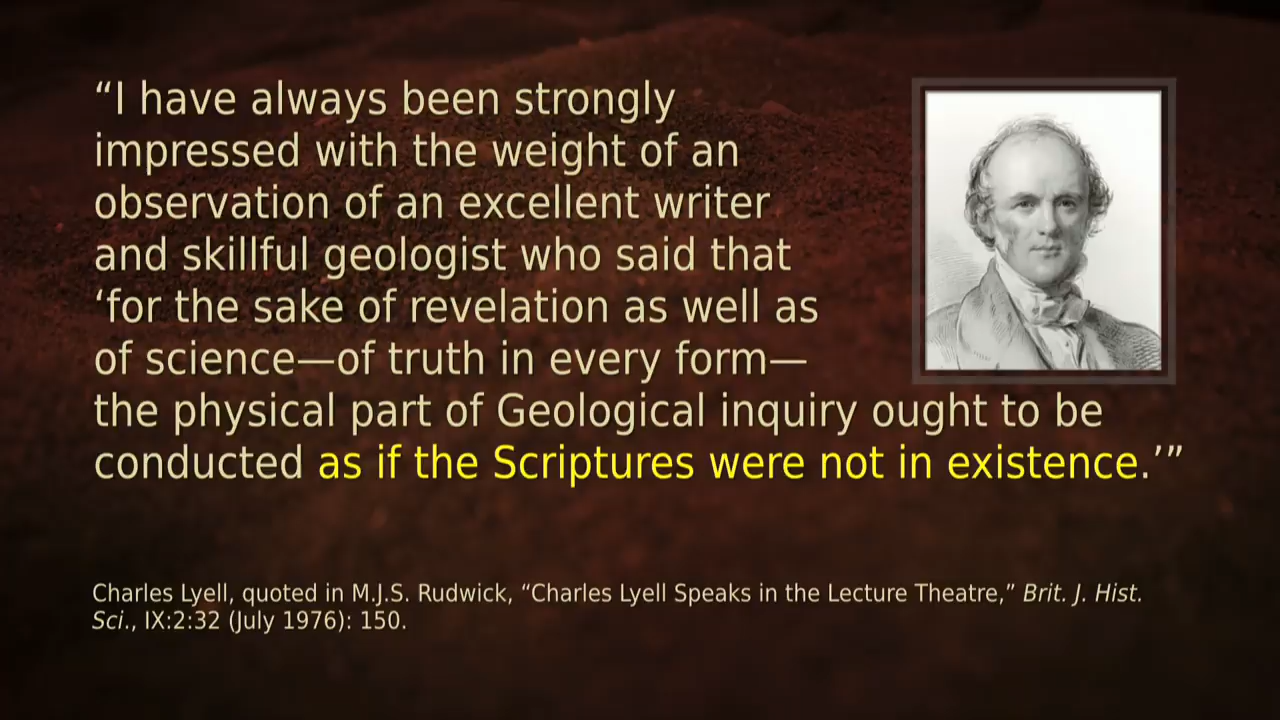 “I have always been strongly
impressed with the weight of an
observation of an excellent writer
and skillful geologist who said that
‘for the sake of revelation as well as
of science—of truth in every form—
the physical part of Geological inquiry ought to be
conducted as if the Scriptures were not in existence.’”
Charles Lyell, quoted in M.J.S. Rudwick, “Charles Lyell Speaks in the Lecture Theatre,” Brit. J. Hist.
Sci., IX:2:32 (July 1976): 150.